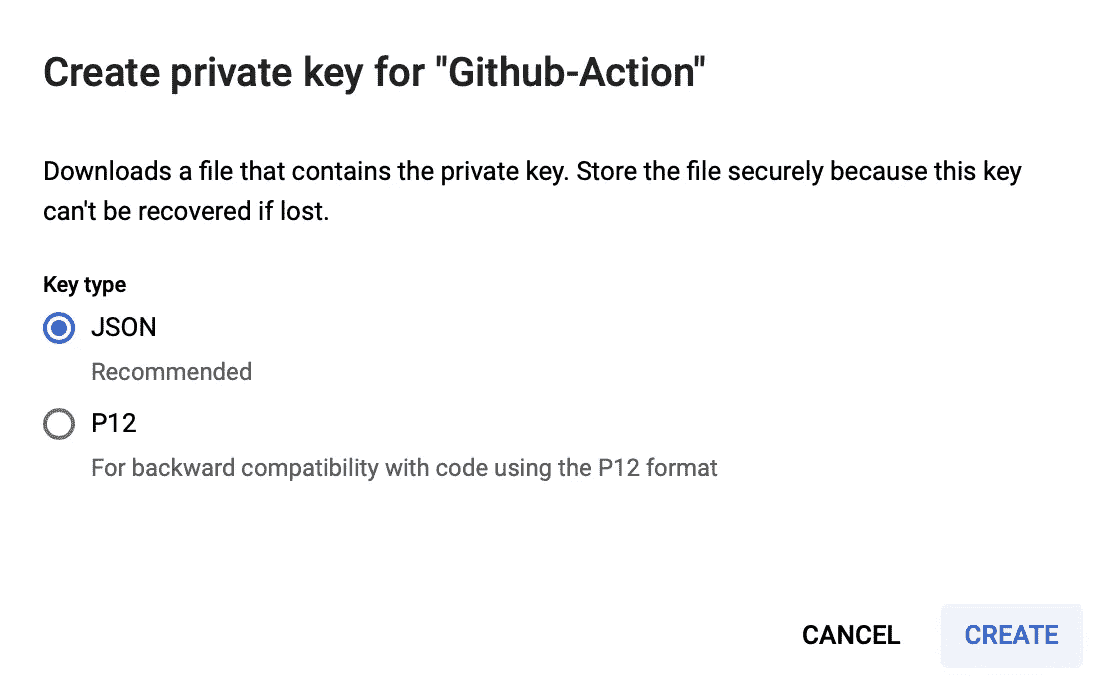 Create private key for "Github-Action"
Downloads a file that contains the private key. Store the file securely because this key
can't be recovered if lost.
Key type
JSON
Recommended
P12
For backward compatibility with code using the P12 format
CANCEL CREATE